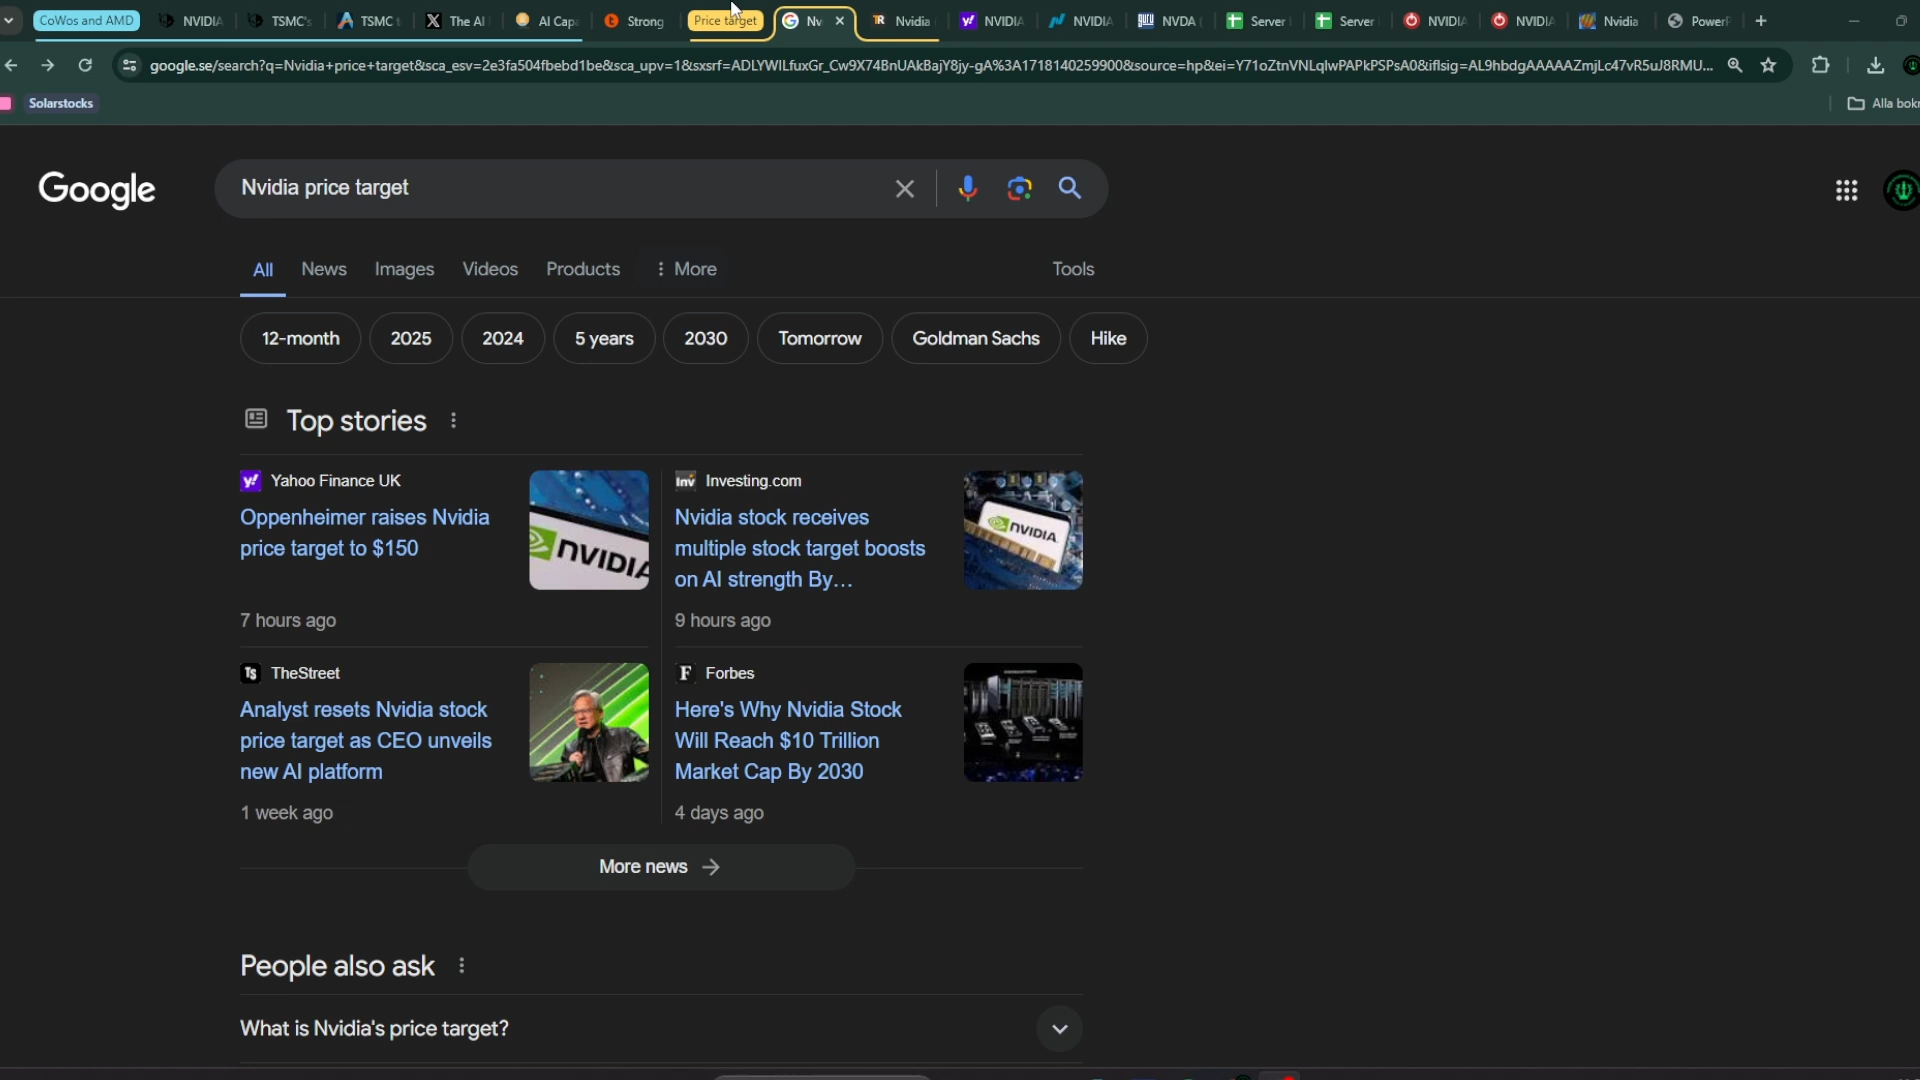 CoWos and AMD NVIDIA TSMC's TSMC The AI AI Cap Strong Price target Nv Nvidia NVIDIA NVIDIA NVDA Server Server NVIDIA NVIDIA Nvidia PowerP
google.se/search?q=Nvidia+price+target&sca_esv=2e3fa504fbebd1be&sca_upv=1&sxsrf=ADLYWILfuxGr_Cw9X74BnUAkBajY8jy-gA%3A1718140259900&source=hp&ei=Y71oZtnVNLqlwPAPkPSPsA0&iflsig=AL9hbdgAAAAAZmjLc47vR5uJ8RMU...
Solarstocks
Alla bokr
Google
Nvidia price target
All News Images Videos Products More Tools
12-month 2025 2024 5 years 2030 Tomorrow Goldman Sachs Hike
Top stories
Yahoo Finance UK
Oppenheimer raises Nvidia
price target to $150
7 hours ago
NVIDIA
Inv Investing.com
Nvidia stock receives
multiple stock target boosts
on AI strength By…
9 hours ago
NVIDIA
TS TheStreet
Analyst resets Nvidia stock
price target as CEO unveils
new AI platform
1 week ago
F Forbes
Here's Why Nvidia Stock
Will Reach $10 Trillion
Market Cap By 2030
4 days ago
More news
People also ask
What is Nvidia's price target?